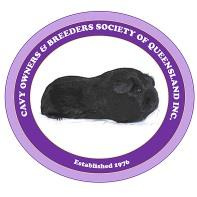 CAVY OWNERS & BREEDERS SOCIETY OF QUEENSLAND INC.
Established 1976